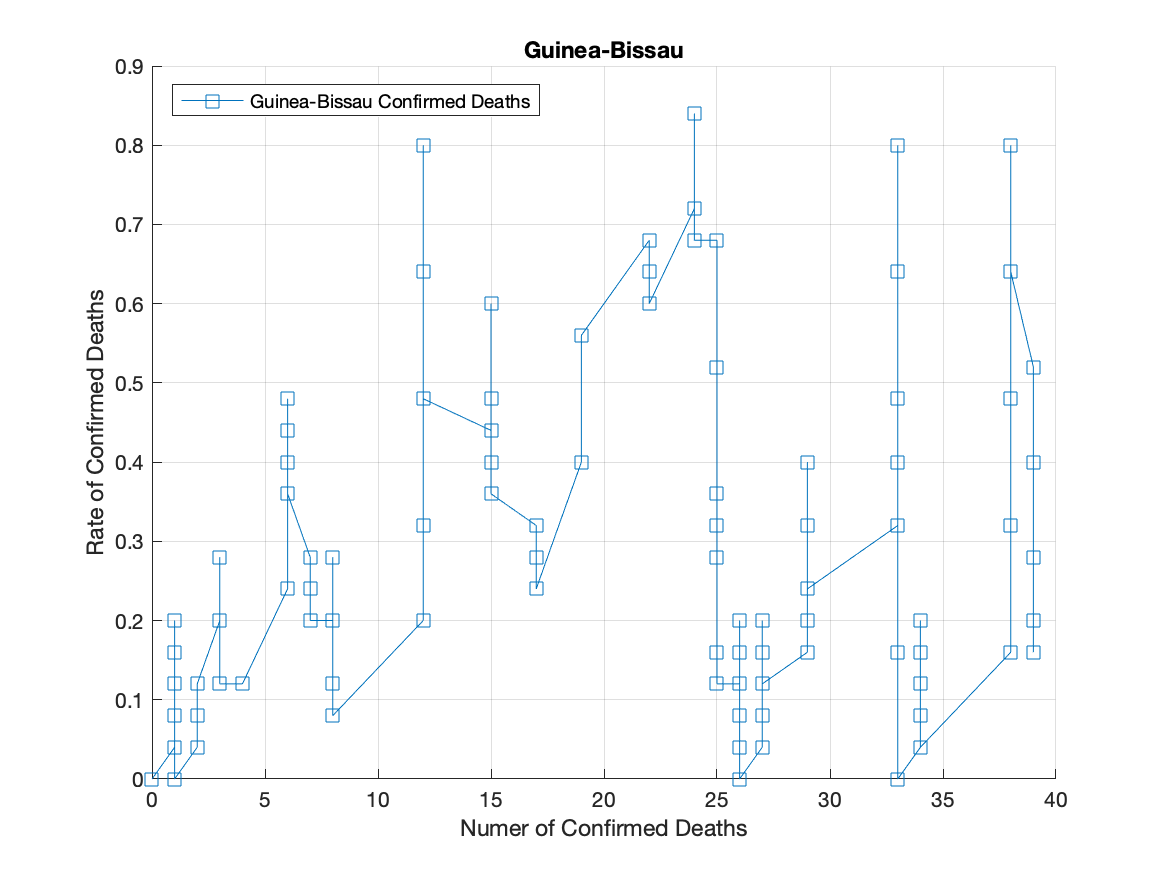 Guinea-Bissau
Guinea-Bissau Confirmed Deaths
Rate of Confirmed Deaths
0.9
0.8
0.7
0.6
0.5
0.4
0.3
0.2
0.1
0
0 5 10 15 20 25 30 35 40
Numer of Confirmed Deaths